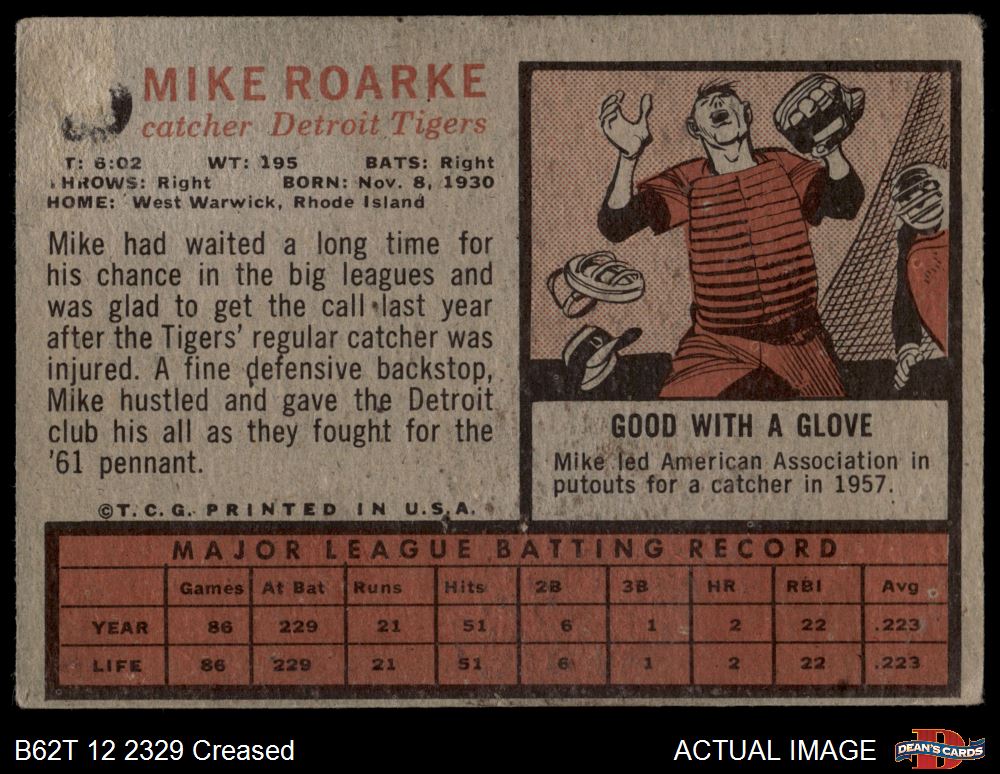 MIKE ROARKE
catcher Detroit Tigers
T: 6:02 WT: 195 BATS: Right
THROWS: Right BORN: Nov. 8, 1930
HOME: West Warwick, Rhode Island
Mike had waited a long time for
his chance in the big leagues and
was glad to get the call last year
after the Tigers' regular catcher was
injured. A fine defensive backstop,
Mike hustled and gave the Detroit
club his all as they fought for the
'61 pennant.
©T.C.G. PRINTED IN U.S.A.
GOOD WITH A GLOVE
Mike led American Association in
putouts for a catcher in 1957.
MAJOR LEAGUE BATTING RECORD
Games At Bat Runs Hits 2B 3B HR RBI Avg
YEAR 86 229 21 51 6 1 2 22 .223
LIFE 86 229 21 51 6 1 2 22 .223
B62T 12 2329 Creased ACTUAL IMAGE DEAN'S CARDS